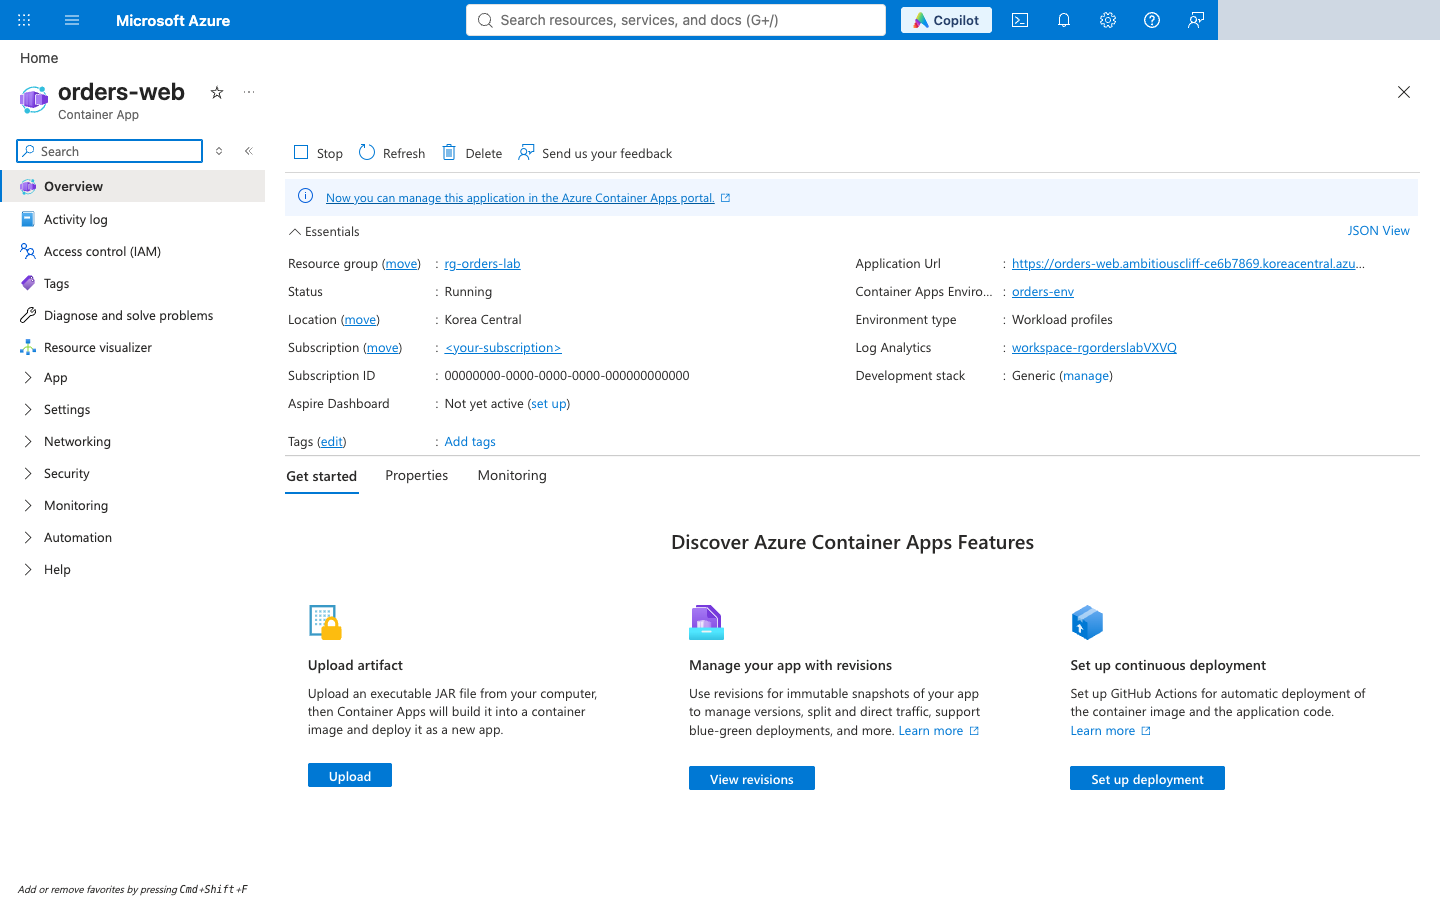 Microsoft Azure
Search resources, services, and docs (G+/)
Copilot
Home
orders-web
Container App
Search
Overview
Activity log
Access control (IAM)
Tags
Diagnose and solve problems
Resource visualizer
App
Settings
Networking
Security
Monitoring
Automation
Help
Add or remove favorites by pressing Cmd+Shift+F
Stop
Refresh
Delete
Send us your feedback
Now you can manage this application in the Azure Container Apps portal.
Essentials
JSON View
Resource group (move) : rg-orders-lab
Status : Running
Location (move) : Korea Central
Subscription (move) : <your-subscription>
Subscription ID : 00000000-0000-0000-0000-000000000000
Aspire Dashboard : Not yet active (set up)
Tags (edit) : Add tags
Application Url : https://orders-web.ambitiouscliff-ce6b7869.koreacentral.azu...
Container Apps Enviro... : orders-env
Environment type : Workload profiles
Log Analytics : workspace-rgorderslabVXVQ
Development stack : Generic (manage)
Get started
Properties
Monitoring
Discover Azure Container Apps Features
Upload artifact
Upload an executable JAR file from your computer,
then Container Apps will build it into a container
image and deploy it as a new app.
Upload
Manage your app with revisions
Use revisions for immutable snapshots of your app
to manage versions, split and direct traffic, support
blue-green deployments, and more. Learn more
View revisions
Set up continuous deployment
Set up GitHub Actions for automatic deployment of
the container image and the application code.
Learn more
Set up deployment